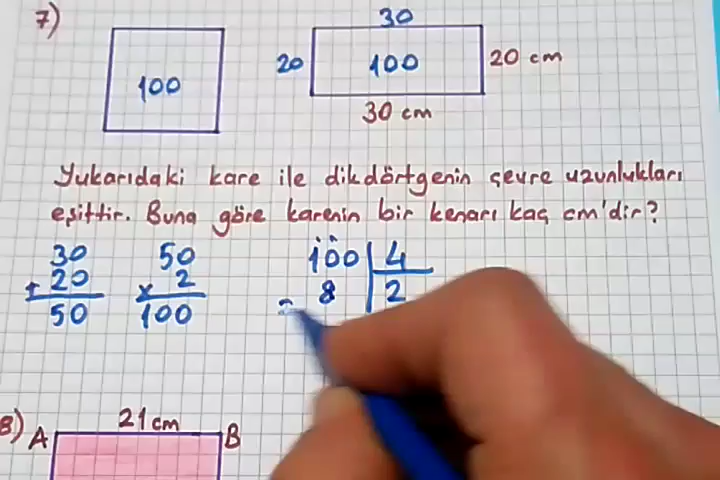 7)
30
100
20
100
20 cm
30 cm
Yukarıdaki kare ile dikdörtgenin çevre uzunlukları
eşittir. Buna göre karenin bir kenarı kaç cm'dir?
30 50 100 4
+ 20 x 2 8 2
50 100
8) A 21 cm B